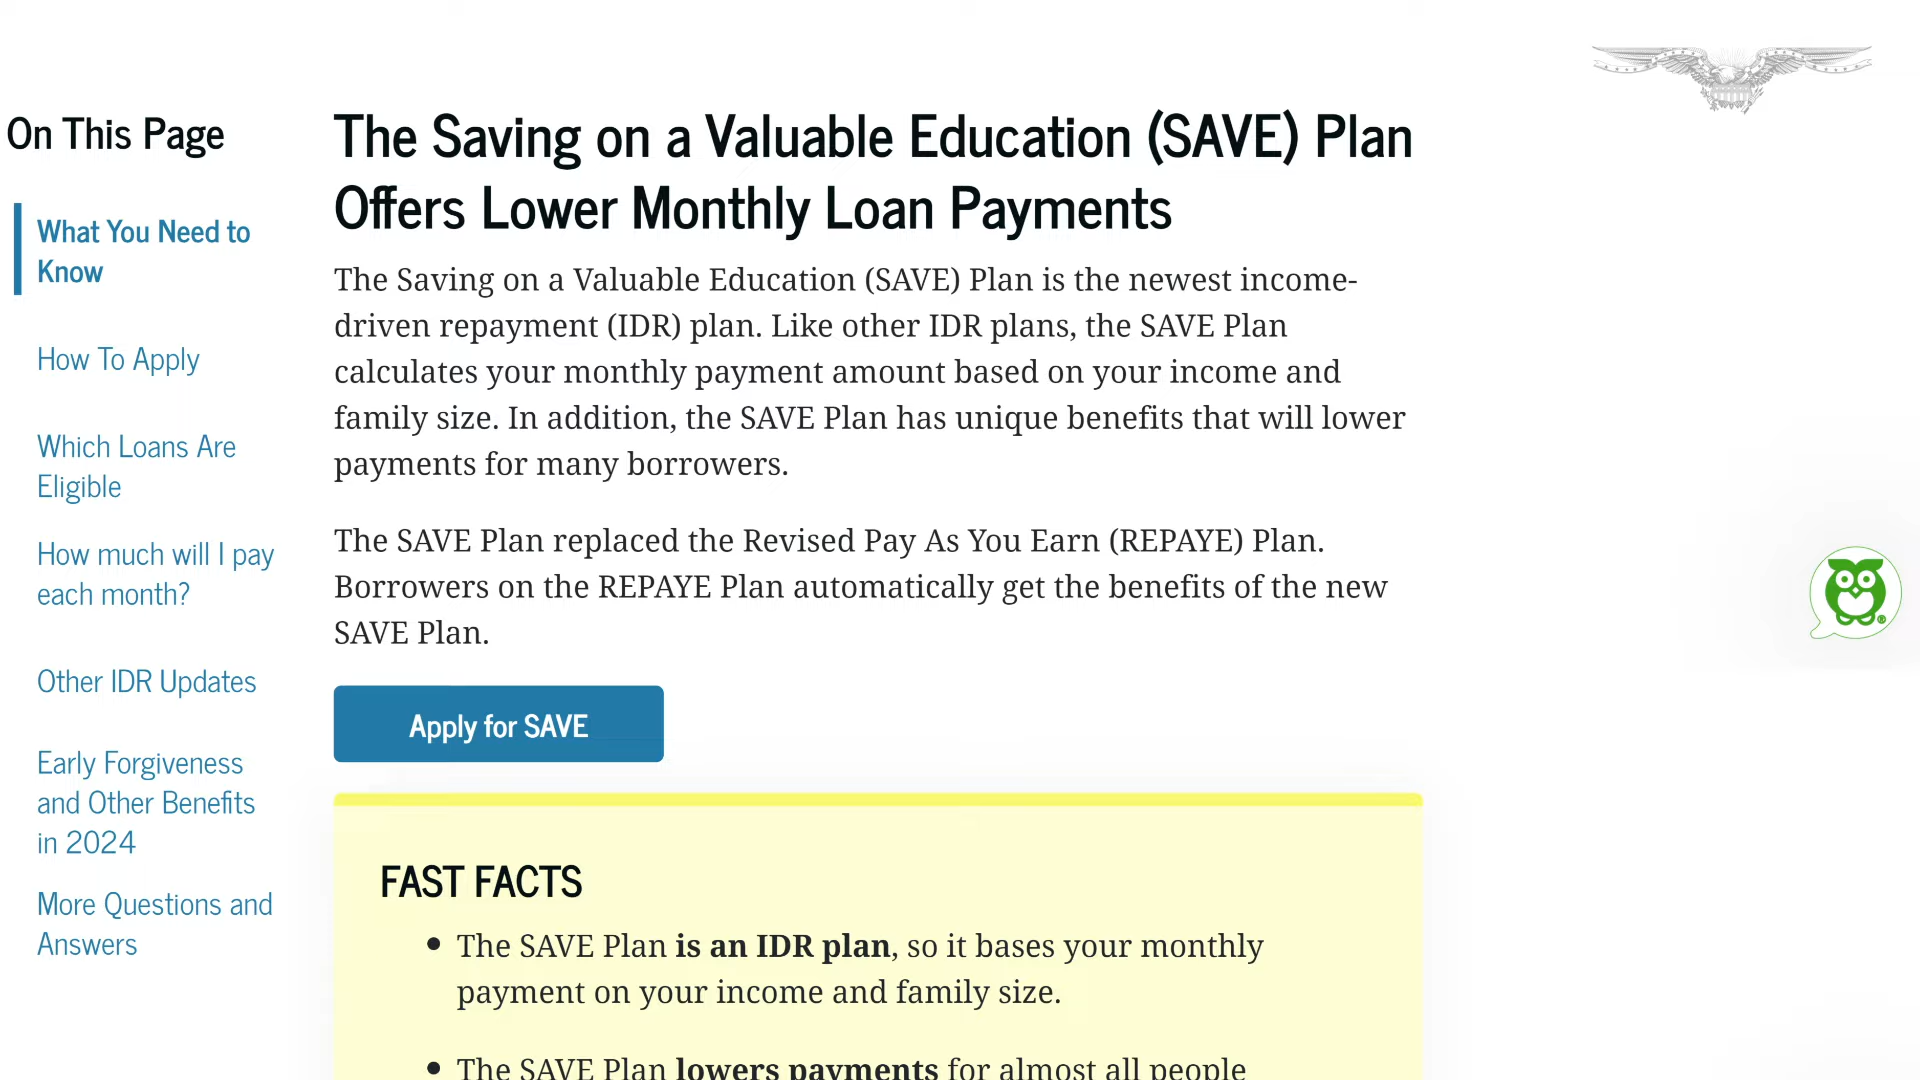 On This Page
What You Need to
Know
How To Apply
Which Loans Are
Eligible
How much will I pay
each month?
Other IDR Updates
Early Forgiveness
and Other Benefits
in 2024
More Questions and
Answers
The Saving on a Valuable Education (SAVE) Plan
Offers Lower Monthly Loan Payments
The Saving on a Valuable Education (SAVE) Plan is the newest income-
driven repayment (IDR) plan. Like other IDR plans, the SAVE Plan
calculates your monthly payment amount based on your income and
family size. In addition, the SAVE Plan has unique benefits that will lower
payments for many borrowers.
The SAVE Plan replaced the Revised Pay As You Earn (REPAYE) Plan.
Borrowers on the REPAYE Plan automatically get the benefits of the new
SAVE Plan.
Apply for SAVE
FAST FACTS
• The SAVE Plan is an IDR plan, so it bases your monthly
payment on your income and family size.
• The SAVE Plan lowers payments for almost all people
®